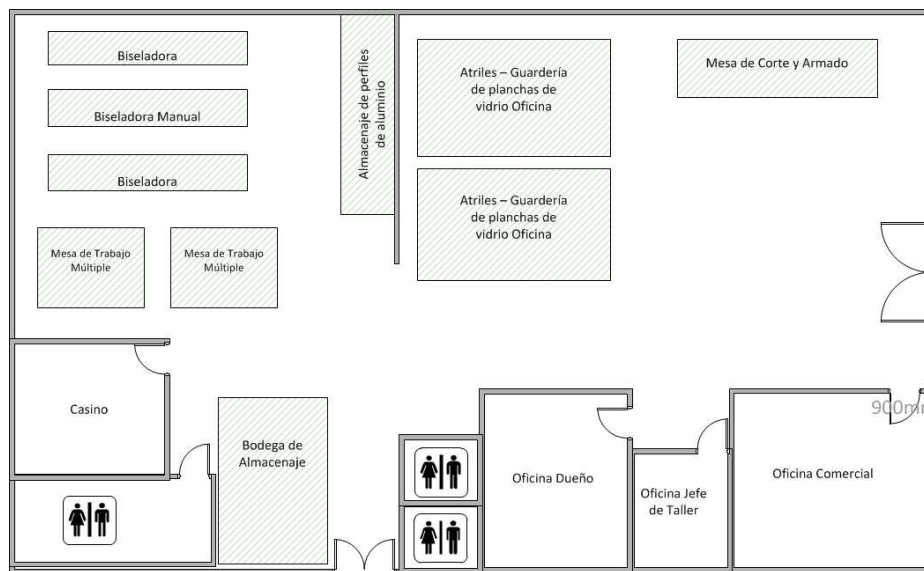 Biseladora
Biseladora Manual
Biseladora
Mesa de Trabajo
Múltiple
Mesa de Trabajo
Múltiple
Almacenaje de perfiles
de aluminio
Atriles – Guardería
de planchas de
vidrio Oficina
Atriles – Guardería
de planchas de
vidrio Oficina
Mesa de Corte y Armado
Casino
Bodega de
Almacenaje
Oficina Dueño
Oficina Jefe
de Taller
Oficina Comercial
900mm